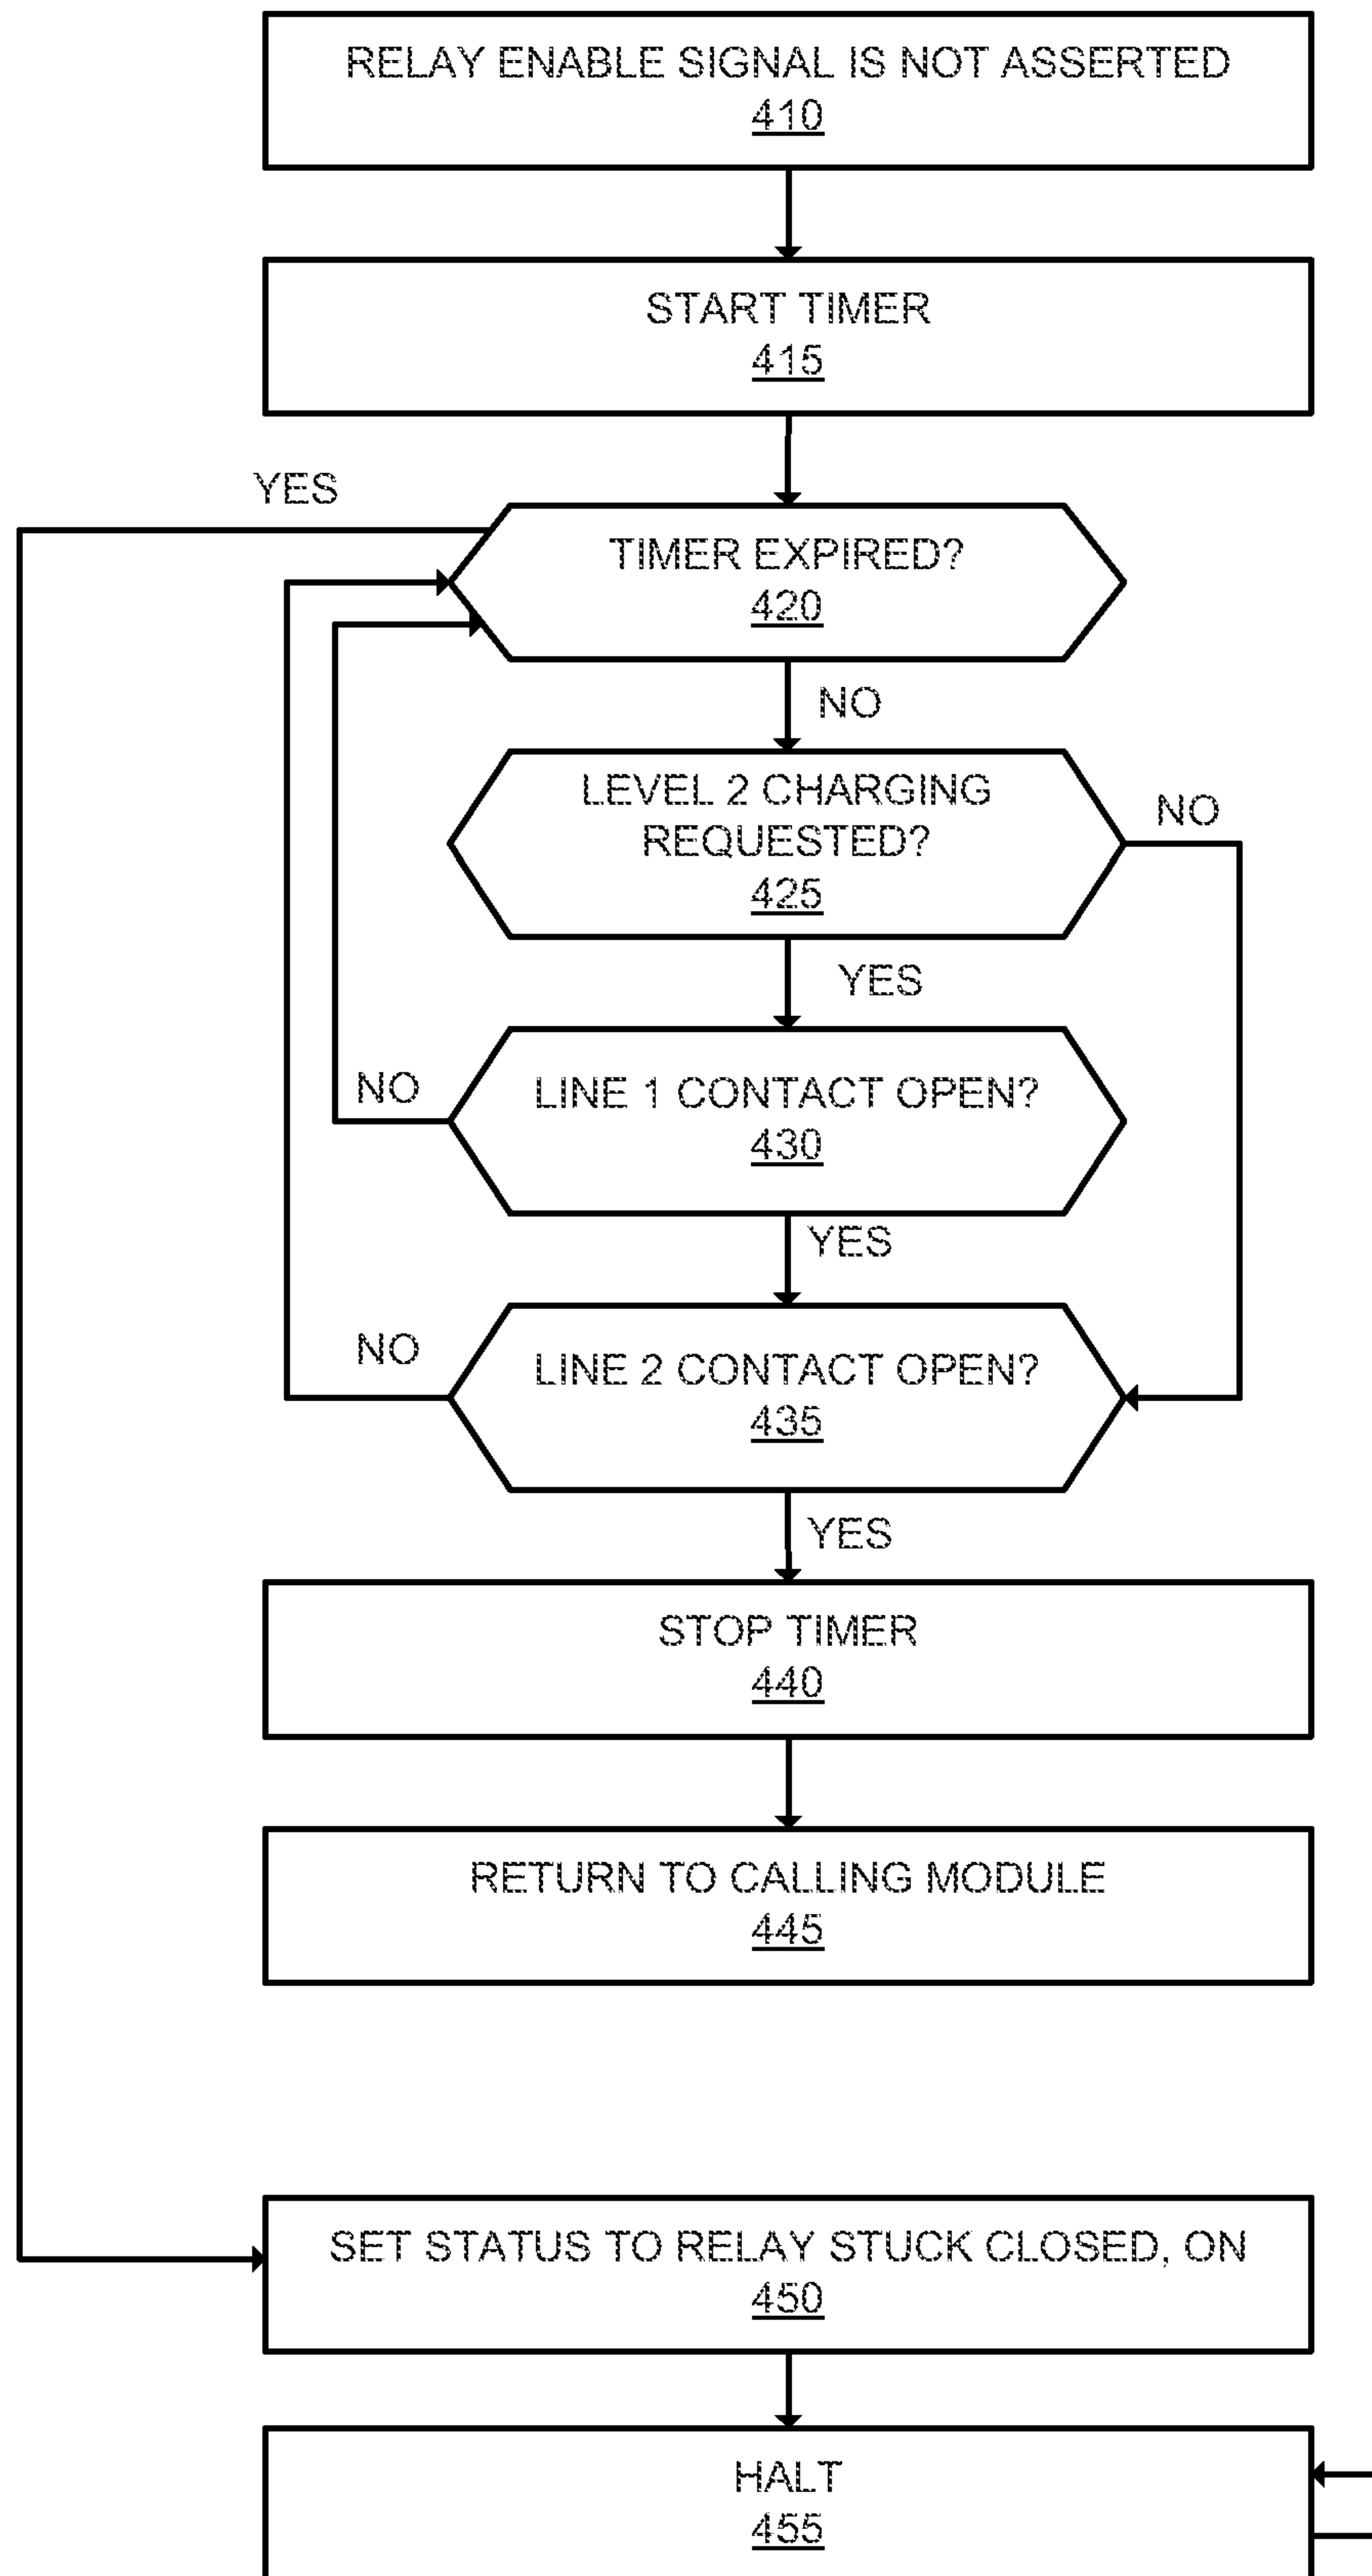 RELAY ENABLE SIGNAL IS NOT ASSERTED
410
START TIMER
415
YES
TIMER EXPIRED?
420
NO
LEVEL 2 CHARGING
REQUESTED?
425
NO
YES
LINE 1 CONTACT OPEN?
430
NO
YES
LINE 2 CONTACT OPEN?
435
NO
YES
STOP TIMER
440
RETURN TO CALLING MODULE
445
SET STATUS TO RELAY STUCK CLOSED, ON
450
HALT
455